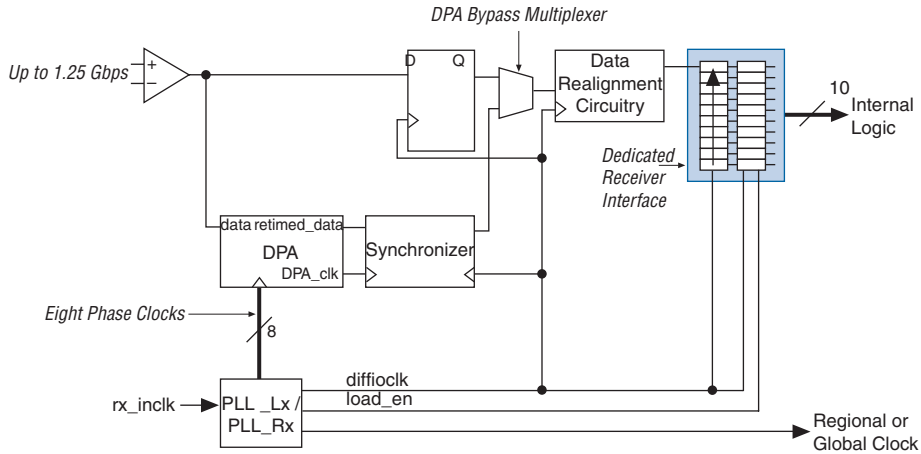 DPA Bypass Multiplexer
Up to 1.25 Gbps
+
−
D
Q
Data
Realignment
Circuitry
10
Internal
Logic
Dedicated
Receiver
Interface
data retimed_data
DPA
DPA_clk
Synchronizer
Eight Phase Clocks
8
rx_inclk
PLL _Lx /
PLL_Rx
diffioclk
load_en
Regional or
Global Clock